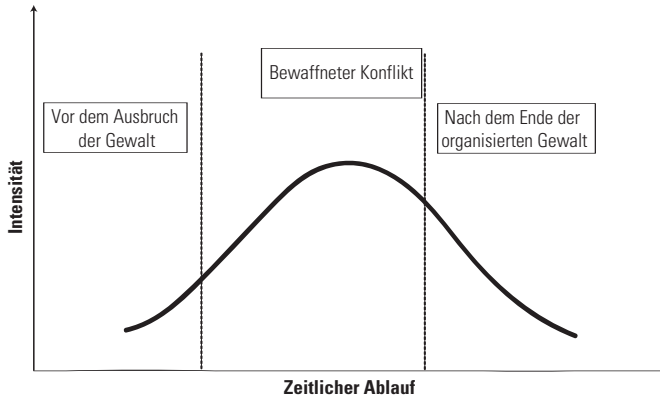 Bewaffneter Konflikt
Vor dem Ausbruch
der Gewalt
Nach dem Ende der
organisierten Gewalt
Intensität
Zeitlicher Ablauf